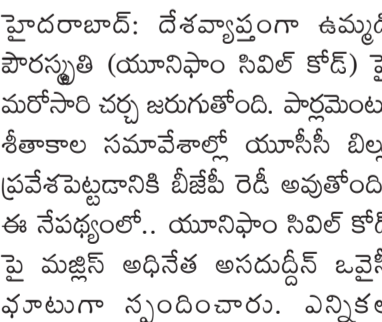 హైదరాబాద్: దేశవ్యాప్తంగా ఉమ్మడ
పౌరస్మృతి (యూనిఫాం సివిల్ కోడ్) పై
మరోసారి చర్చ జరుగుతోంది. పార్లమెంట
శీతాకాల సమావేశాల్లో యూసీసీ బిల్ల
ప్రవేశపెట్టడానికి బీజేపీ రెడీ అవుతోంది
ఈ నేపథ్యంలో.. యూనిఫాం సివిల్ కోడ్
పై మజ్లిస్ అధినేత అసదుద్దీన్ ఒవైసీ
ఘాటుగా స్పందించారు. ఎన్నికల